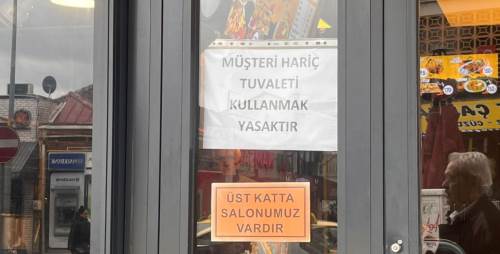 MÜŞTERİ HARİÇ
TUVALETİ
KULLANMAK
YASAKTIR
ÜST KATTA
SALONUMUZ
VARDIR